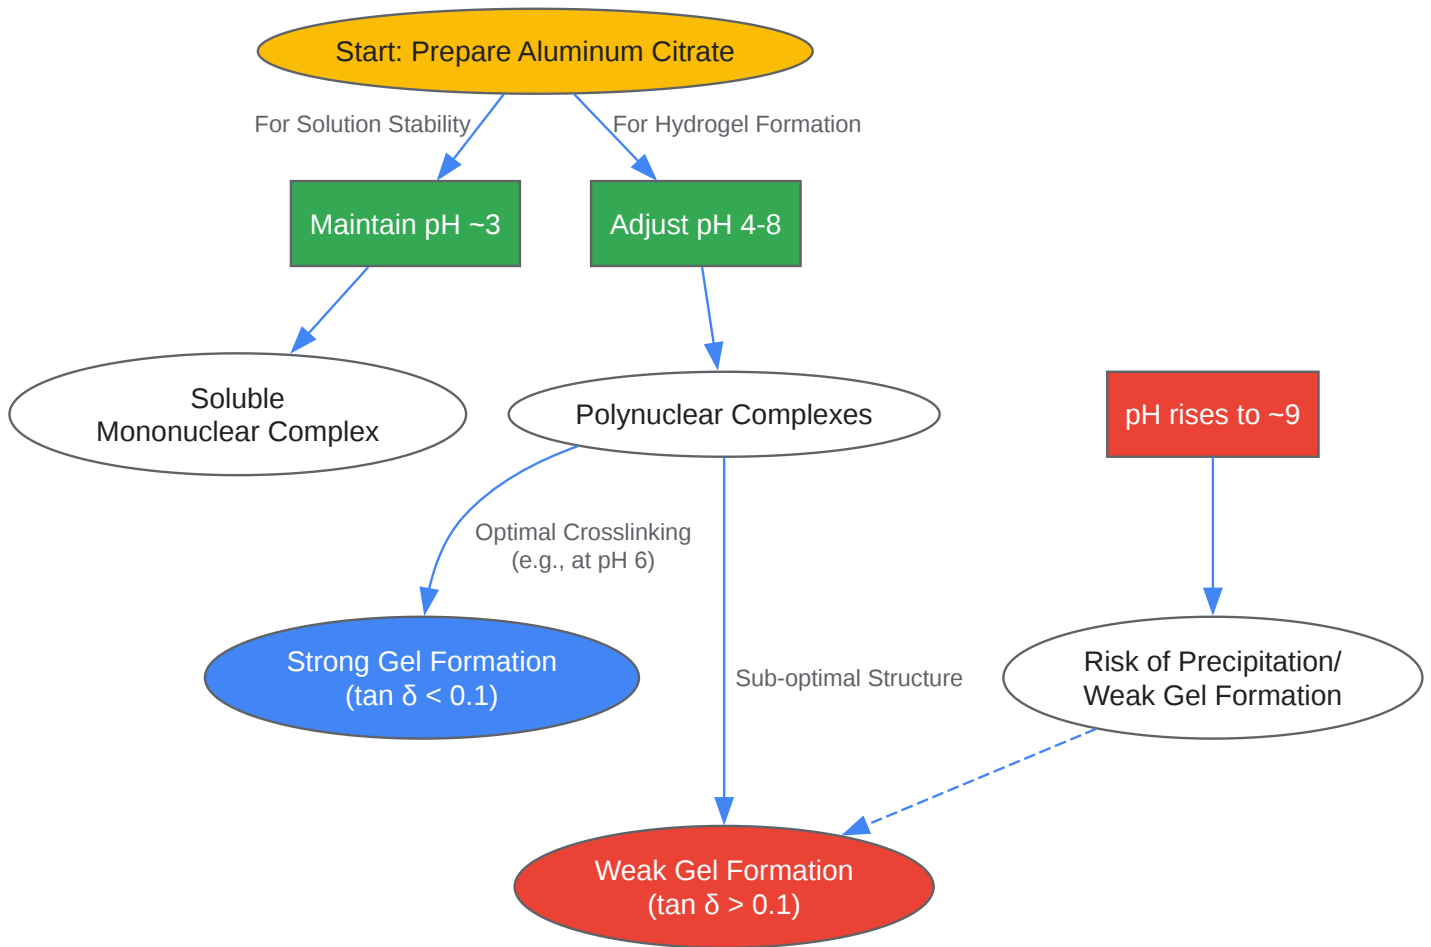 Start: Prepare Aluminum Citrate
For Solution Stability
For Hydrogel Formation
Maintain pH ~3
Adjust pH 4-8
Soluble
Mononuclear Complex
Polynuclear Complexes
pH rises to ~9
Optimal Crosslinking
(e.g., at pH 6)
Strong Gel Formation
(tan δ < 0.1)
Sub-optimal Structure
Risk of Precipitation/
Weak Gel Formation
Weak Gel Formation
(tan δ > 0.1)